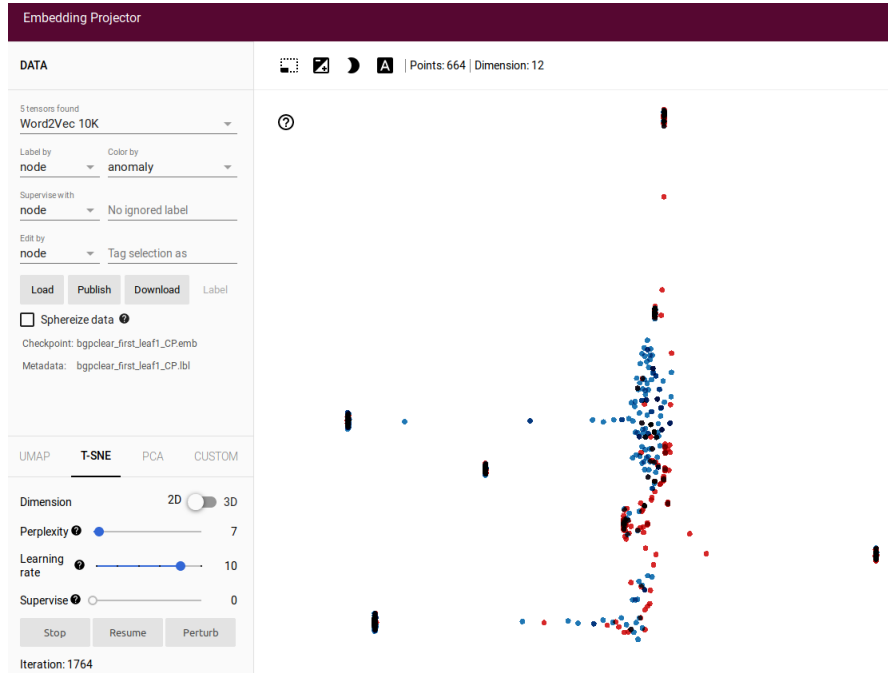 Embedding Projector
DATA
A | Points: 664 | Dimension: 12
5 tensors found
Word2Vec 10K
Label by Color by
node anomaly
Supervise with
node No ignored label
Edit by
node Tag selection as
Load Publish Download Label
Sphereize data ?
Checkpoint: bgpclear_first_leaf1_CP.emb
Metadata: bgpclear_first_leaf1_CP.lbl
UMAP T-SNE PCA CUSTOM
Dimension 2D 3D
Perplexity ? 7
Learning
rate ? 10
Supervise ? 0
Stop Resume Perturb
Iteration: 1764
?